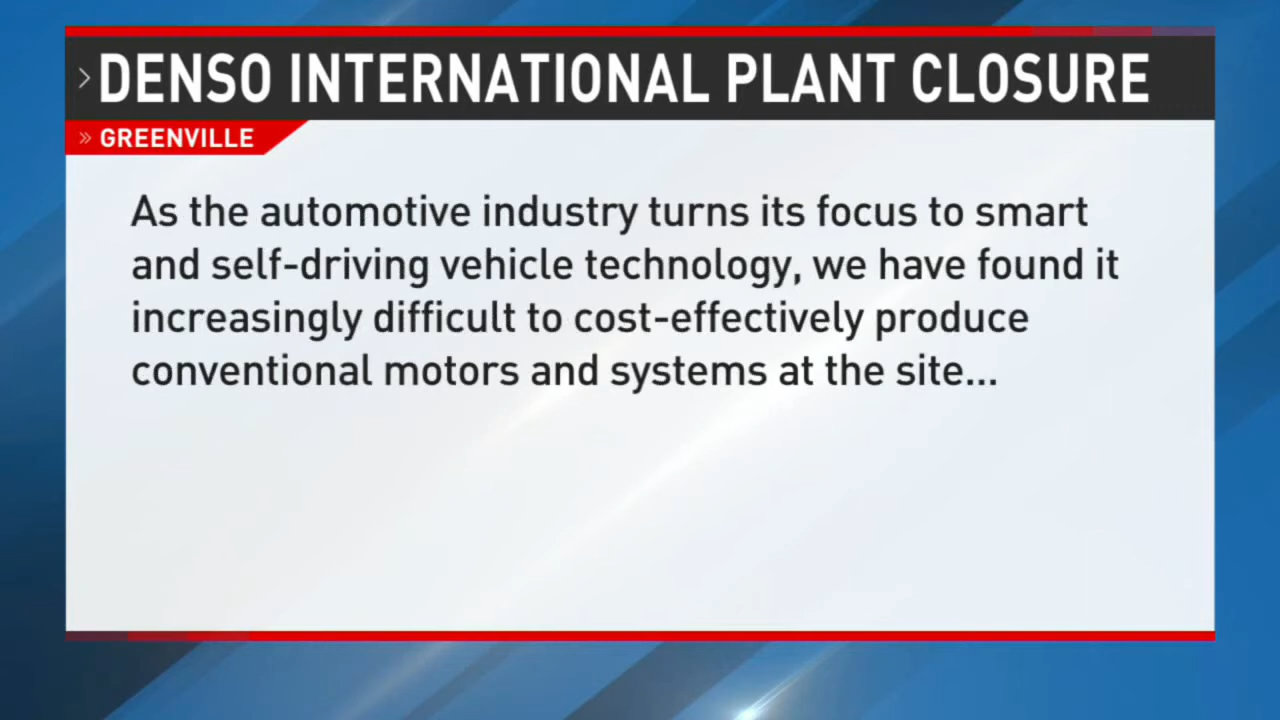 > DENSO INTERNATIONAL PLANT CLOSURE
» GREENVILLE
As the automotive industry turns its focus to smart
and self-driving vehicle technology, we have found it
increasingly difficult to cost-effectively produce
conventional motors and systems at the site...